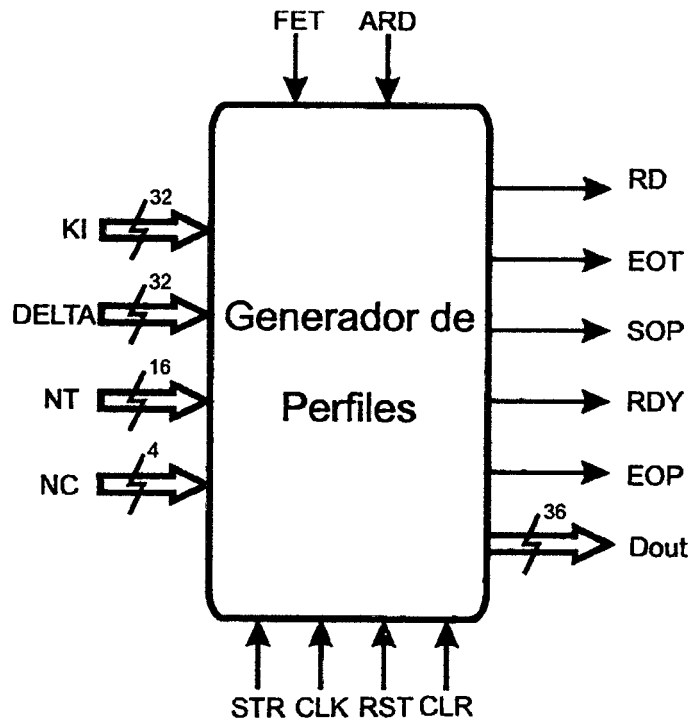 FET ARD
32
KI
RD
32
DELTA
EOT
Generador de
SOP
16
NT
Perfiles
RDY
4
NC
EOP
36
Dout
STR CLK RST CLR